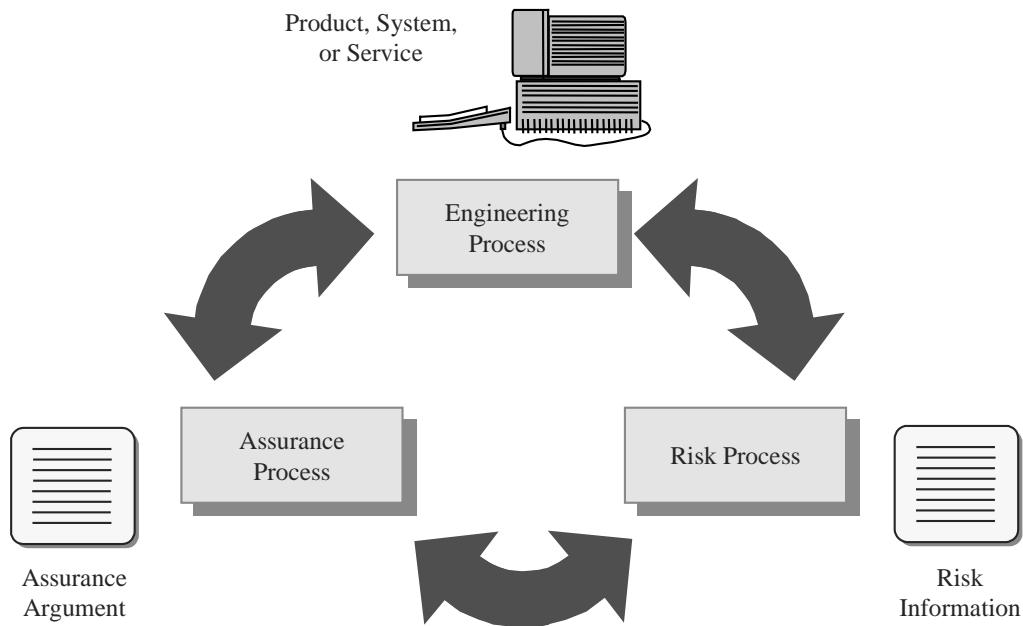 Product, System,
or Service
Engineering
Process
Assurance
Process
Risk Process
Assurance
Argument
Risk
Information